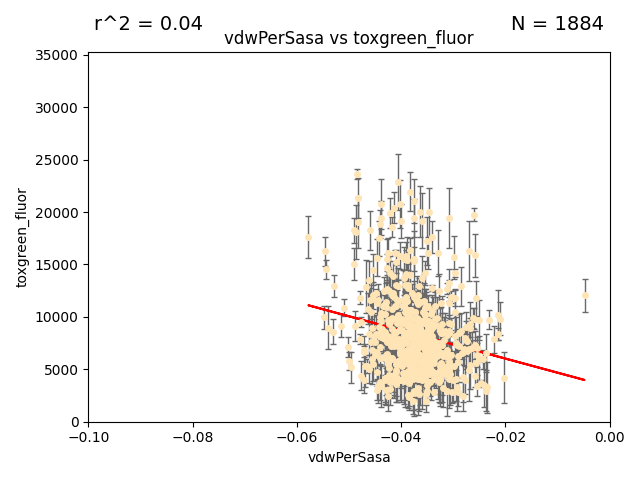 r^2 = 0.04
N = 1884
vdwPerSasa vs toxgreen_fluor
35000
30000
25000
20000
15000
10000
5000
0
toxgreen_fluor
−0.10
−0.08
−0.06
−0.04
−0.02
0.00
vdwPerSasa